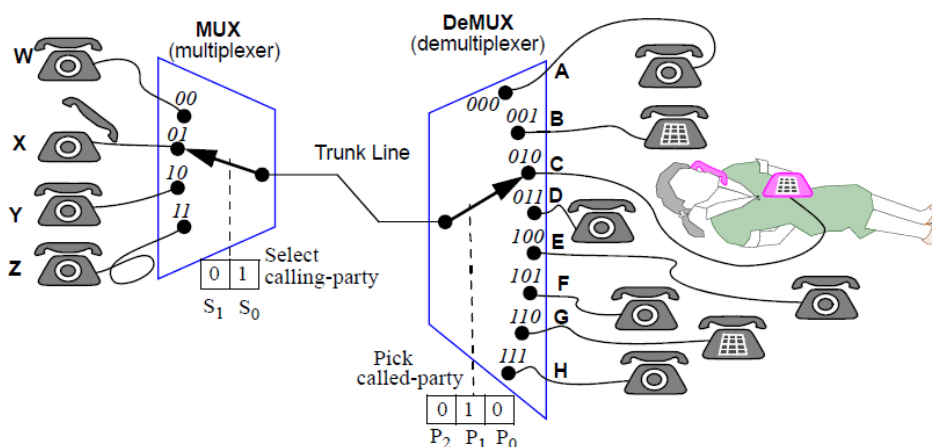 MUX
(multiplexer)
DeMUX
(demultiplexer)
W
X
Y
Z
00
01
10
11
Trunk Line
0 1
S1 S0
Select
calling-party
000
001
010
011
100
101
110
111
A
B
C
D
E
F
G
H
Pick
called-party
0 1 0
P2 P1 P0